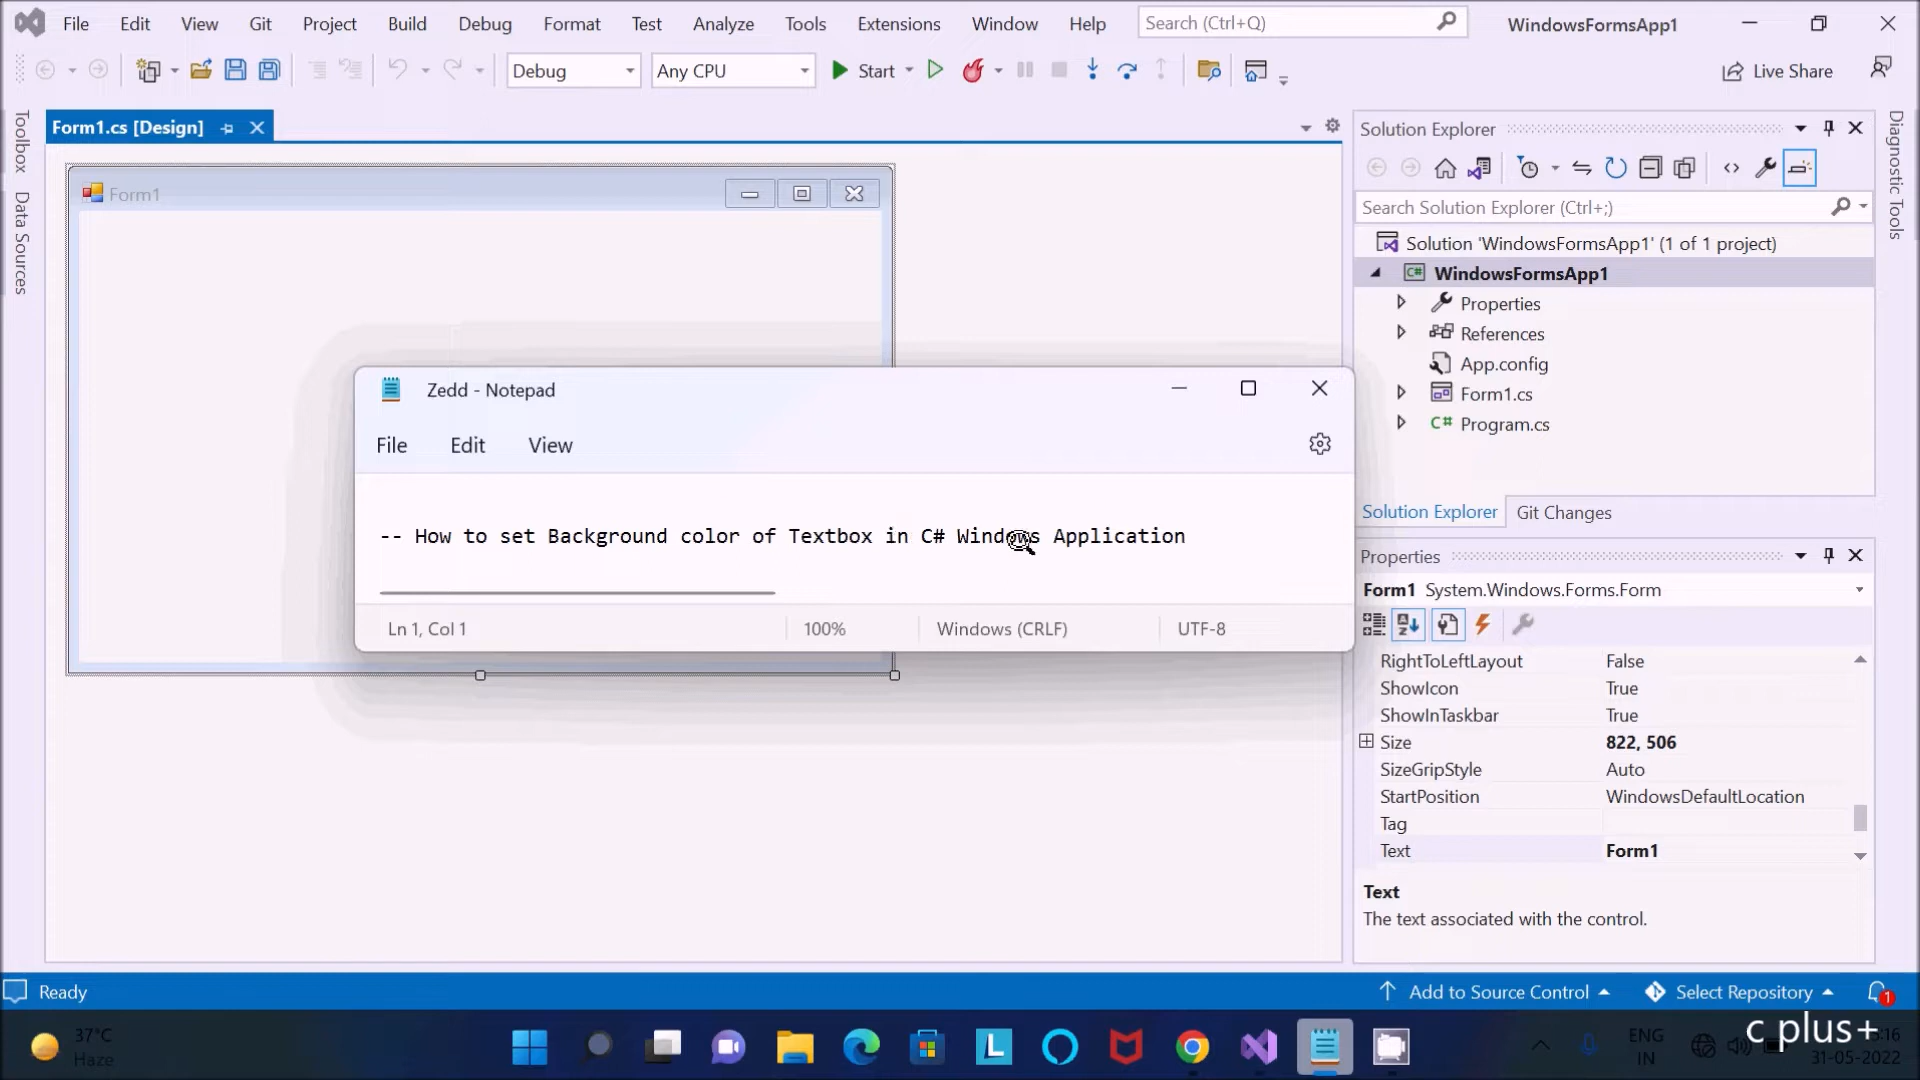 File Edit View Git Project Build Debug Format Test Analyze Tools Extensions Window Help Search (Ctrl+Q) WindowsFormsApp1
Debug Any CPU Start Live Share
Toolbox
Data Sources
Form1.cs [Design]
Form1
Zedd - Notepad
File Edit View
-- How to set Background color of Textbox in C# Windows Application
Ln 1, Col 1 100% Windows (CRLF) UTF-8
Solution Explorer
Search Solution Explorer (Ctrl+;)
Solution 'WindowsFormsApp1' (1 of 1 project)
C# WindowsFormsApp1
Properties
References
App.config
Form1.cs
C# Program.cs
Solution Explorer Git Changes
Properties
Form1 System.Windows.Forms.Form
RightToLeftLayout False
ShowIcon True
ShowInTaskbar True
Size 822, 506
SizeGripStyle Auto
StartPosition WindowsDefaultLocation
Tag
Text Form1
Text
The text associated with the control.
Diagnostic Tools
Ready Add to Source Control Select Repository 1
37°C
Haze
L
ENG
IN
c plus+
31-05-2022